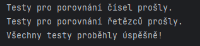 Testy pro porovnání čísel prošly.
Testy pro porovnání řetězců prošly.
Všechny testy proběhly úspěšně!